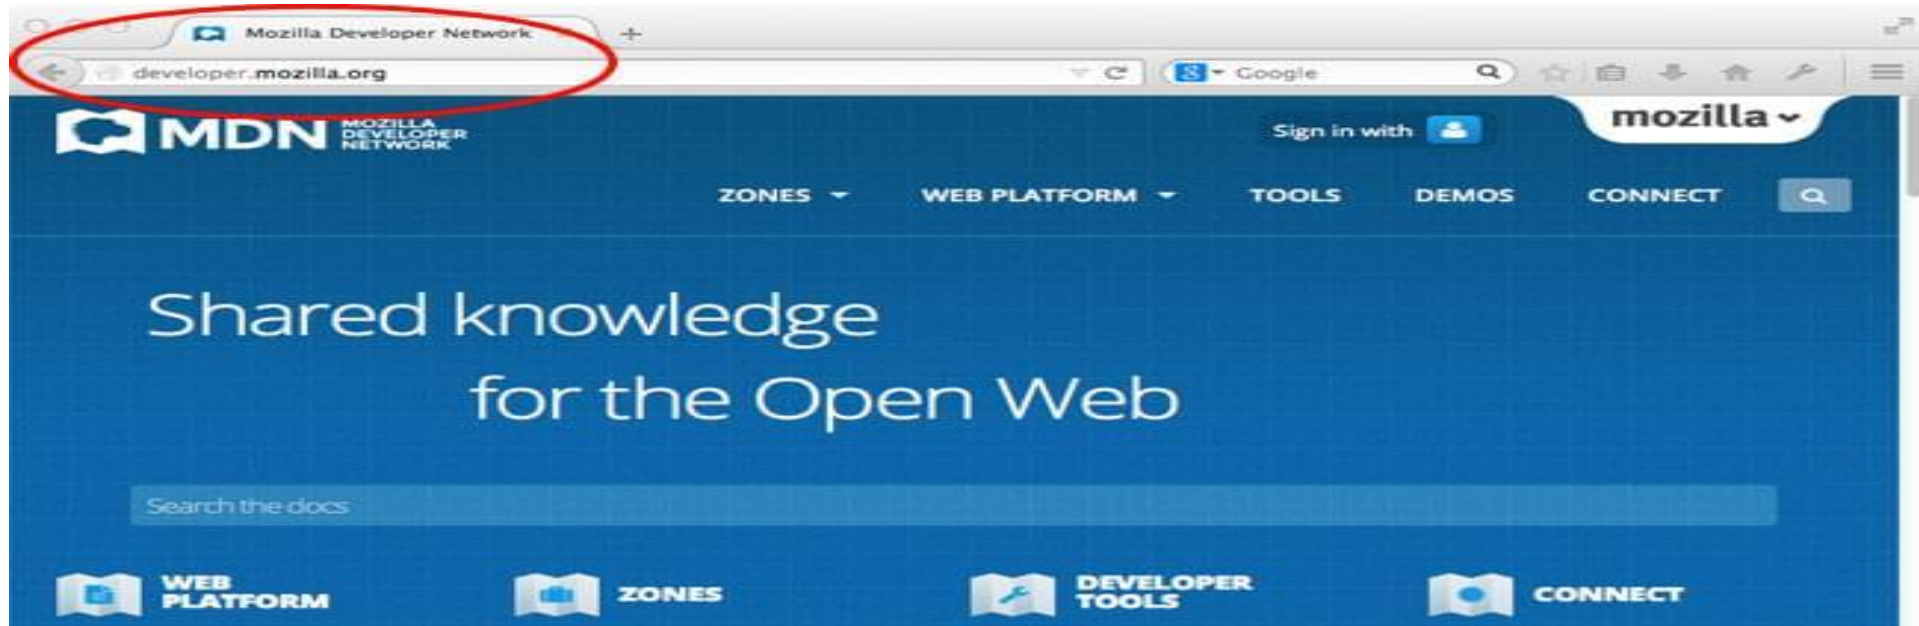 Mozilla Developer Network
developer.mozilla.org
Google
MDN MOZILLA DEVELOPER NETWORK
Sign in with
mozilla
ZONES
WEB PLATFORM
TOOLS
DEMOS
CONNECT
Shared knowledge
for the Open Web
Search the docs
WEB PLATFORM
ZONES
DEVELOPER TOOLS
CONNECT